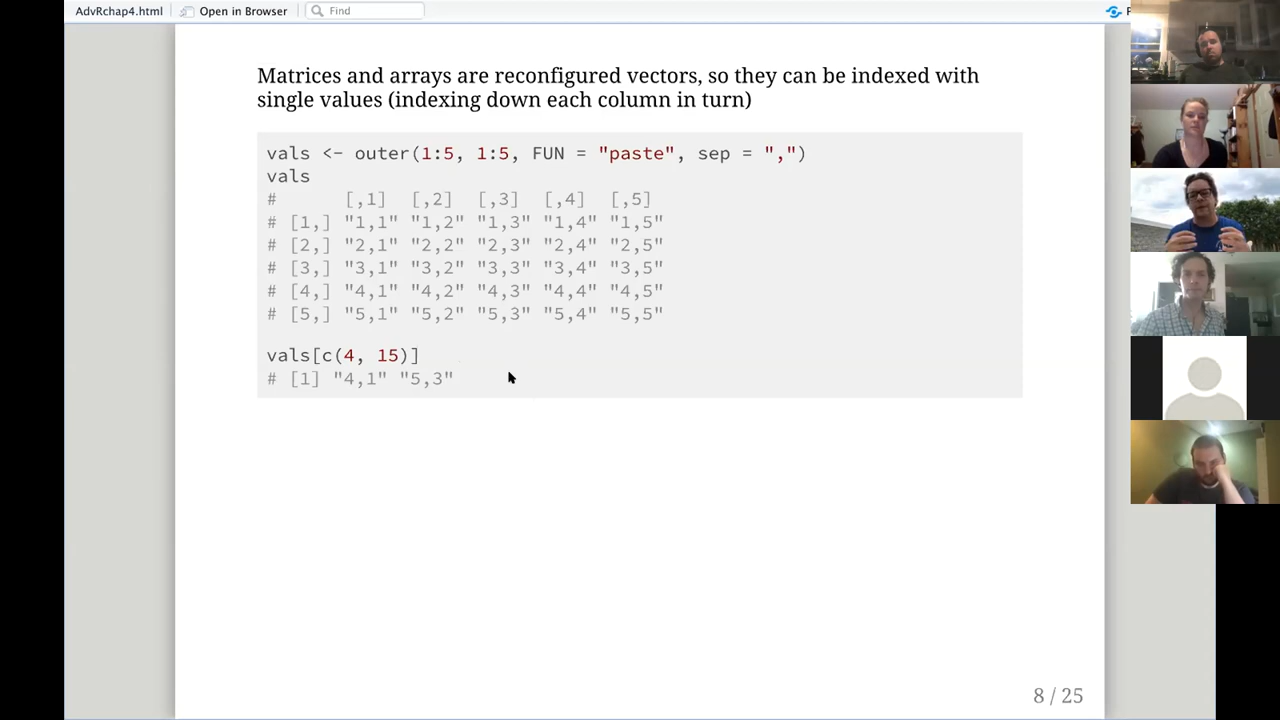 AdvRchap4.html Open in Browser Find
Matrices and arrays are reconfigured vectors, so they can be indexed with
single values (indexing down each column in turn)
vals <- outer(1:5, 1:5, FUN = "paste", sep = ",")
vals
#      [,1]  [,2]  [,3]  [,4]  [,5]
# [1,] "1,1" "1,2" "1,3" "1,4" "1,5"
# [2,] "2,1" "2,2" "2,3" "2,4" "2,5"
# [3,] "3,1" "3,2" "3,3" "3,4" "3,5"
# [4,] "4,1" "4,2" "4,3" "4,4" "4,5"
# [5,] "5,1" "5,2" "5,3" "5,4" "5,5"
vals[c(4, 15)]
# [1] "4,1" "5,3"
8 / 25